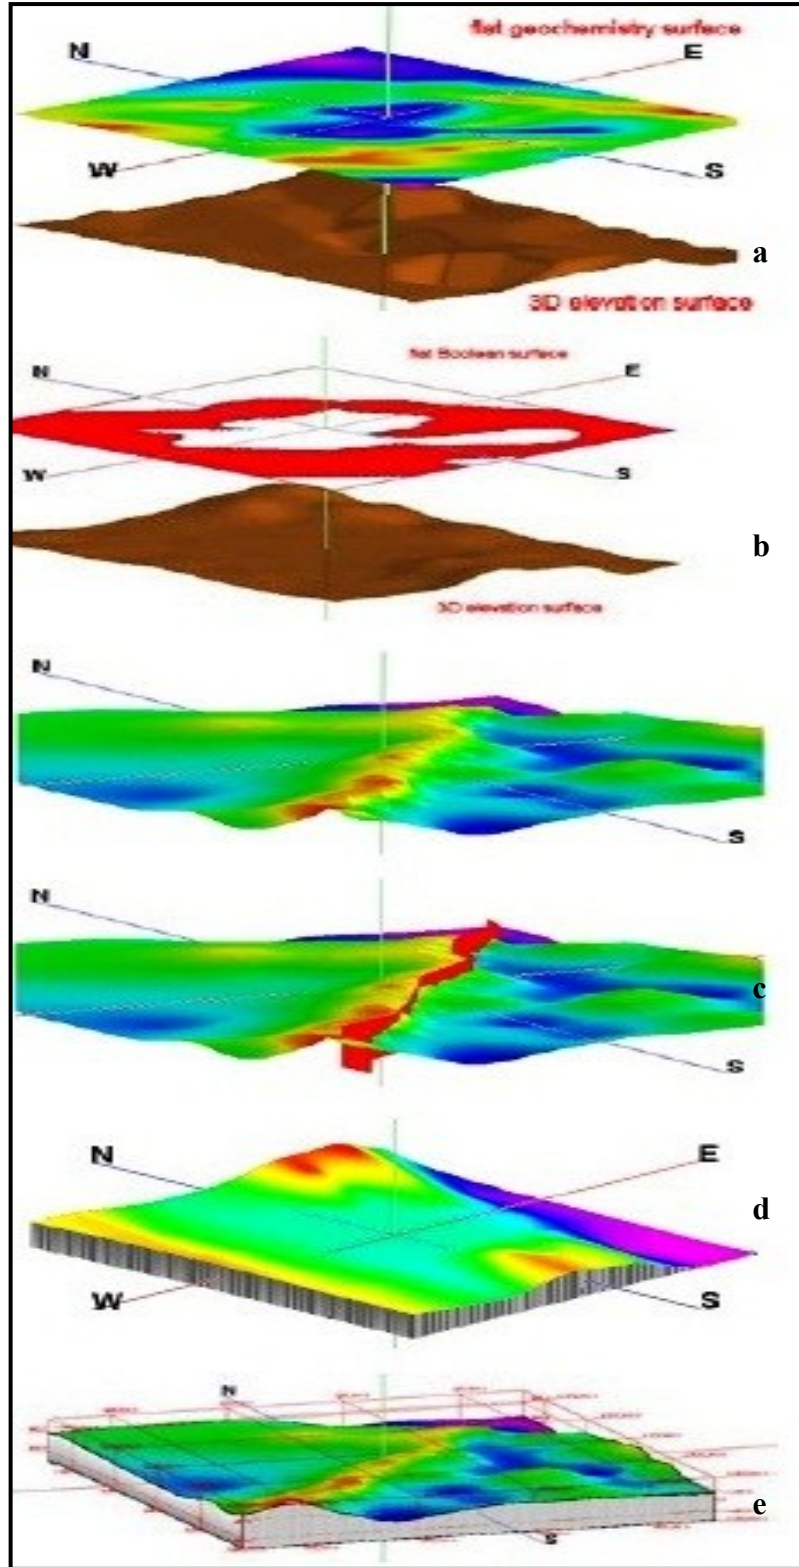 flat geochemistry surface
N
E
W
S
a
3D elevation surface
flat Boolean surface
N
E
W
S
b
3D elevation surface
N
S
N
c
S
N
E
d
W
S
N
e
S